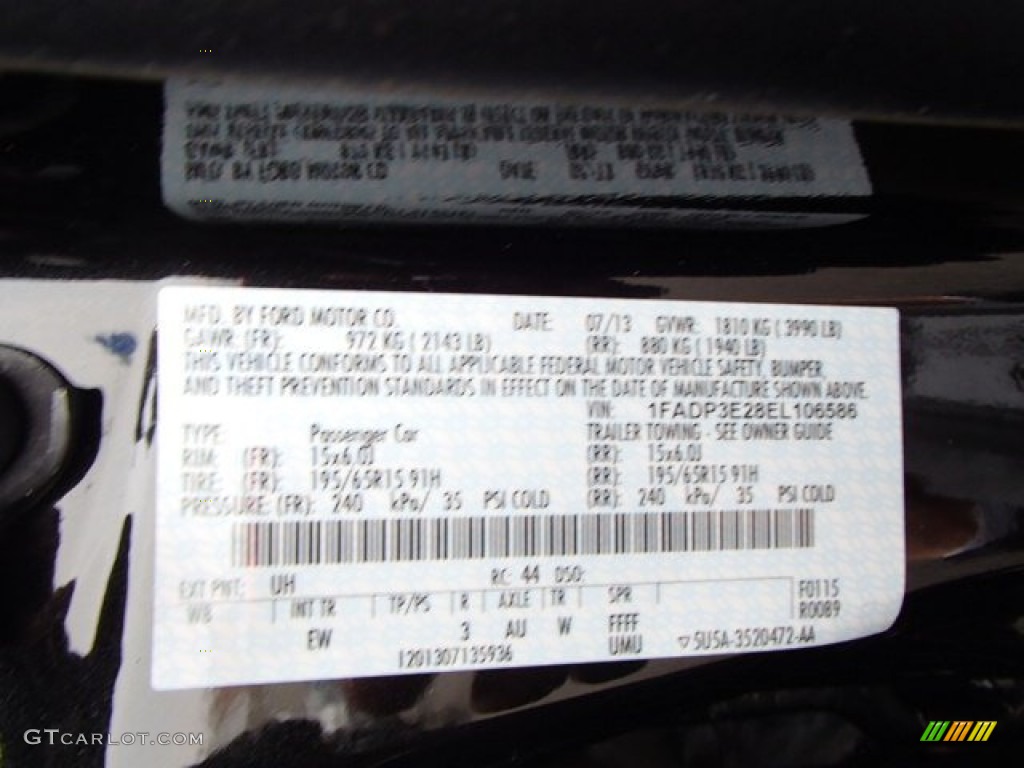 MFD. BY FORD MOTOR CO. DATE: 07/13 GVWR: 1810 KG ( 3990 LB)
GAWR: (FR): 972 KG ( 2143 LB) (RR): 880 KG ( 1940 LB)
THIS VEHICLE CONFORMS TO ALL APPLICABLE FEDERAL MOTOR VEHICLE SAFETY, BUMPER,
AND THEFT PREVENTION STANDARDS IN EFFECT ON THE DATE OF MANUFACTURE SHOWN ABOVE.
VIN: 1FADP3E28EL106586
TYPE: Passenger Car TRAILER TOWING - SEE OWNER GUIDE
RIM: (FR): 15x6.0J (RR): 15x6.0J
TIRE: (FR): 195/65R15 91H (RR): 195/65R15 91H
PRESSURE: (FR): 240 kPa/ 35 PSI COLD (RR): 240 kPa/ 35 PSI COLD
EXT PNT: UH RC: 44 DSO: F0115
WB INT TR TP/PS R AXLE TR SPR R0089
EW 3 AU W FFFF
UMU
1201307135936 ▽5U5A-3520472-AA
GTCARLOT.COM